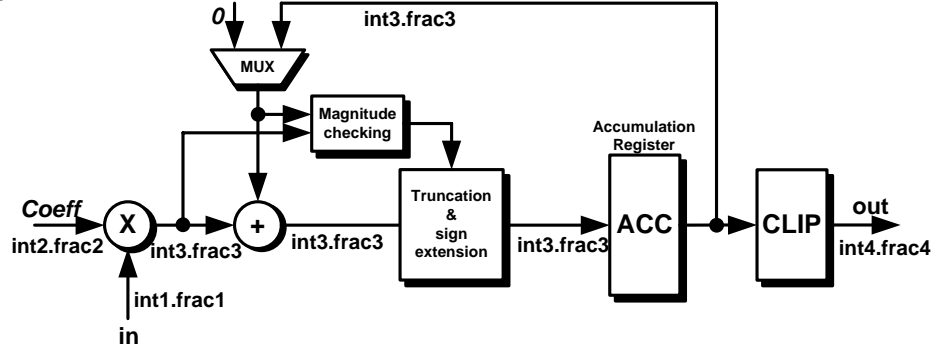 0
int3.frac3
MUX
Magnitude
checking
Accumulation
Register
Coeff
int2.frac2
X
int3.frac3
+
int3.frac3
Truncation
&
sign
extension
int3.frac3
ACC
CLIP
out
int4.frac4
int1.frac1
in